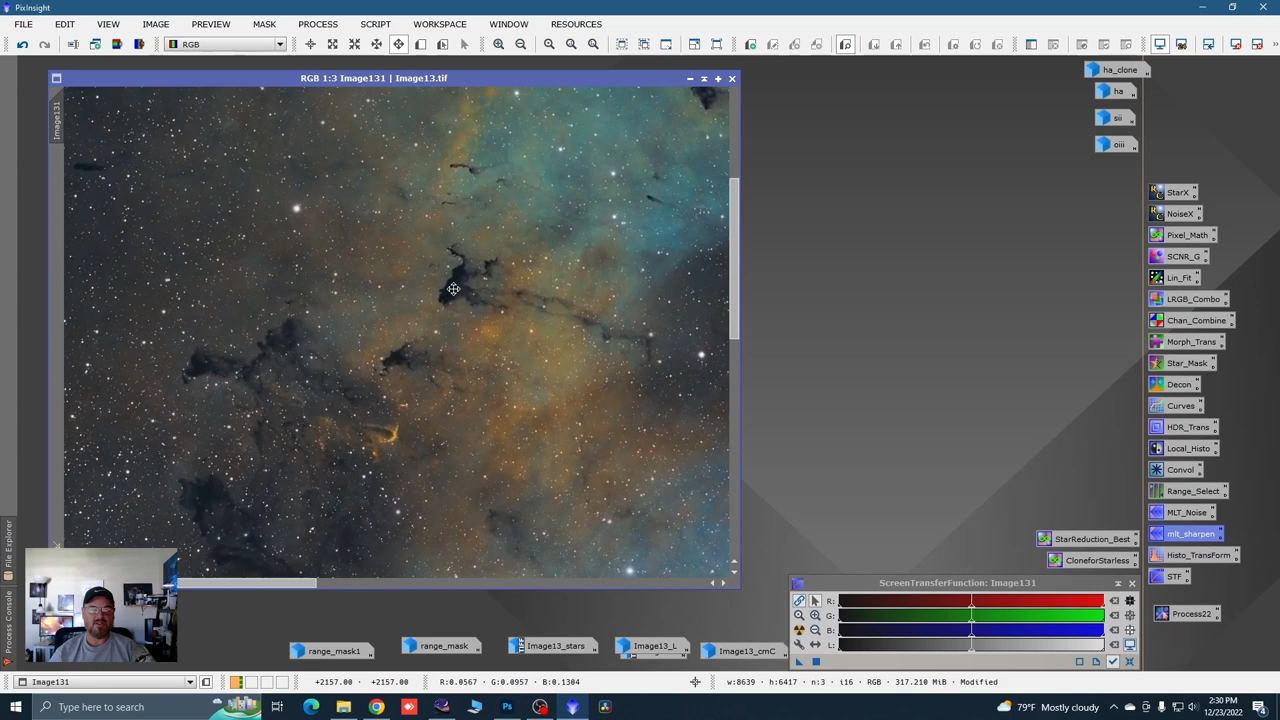 PixInsight
FILE EDIT VIEW IMAGE PREVIEW MASK PROCESS SCRIPT WORKSPACE WINDOW RESOURCES
RGB
RGB 1:3 Image131 | Image13.tif
Image131
ha_clone
ha
sii
oiii
StarX
NoiseX
Pixel_Math
SCNR_G
Lin_Fit
LRGB_Combo
Chan_Combine
Morph_Trans
Star_Mask
Decon
Curves
HDR_Trans
Local_Histo
Convol
Range_Select
MLT_Noise
mlt_sharpen
Histo_TransForm
STF
Process22
StarReduction_Best
CloneforStarless
File Explorer
Process Console
ScreenTransferFunction: Image131
R:
G:
B:
L:
range_mask1
range_mask
Image13_stars
Image13_L
Image13_cmC
Image131
+2157.00 +2157.00 R:0.0567 G:0.0957 B:0.1304
w:8639 h:6417 n:3 i16 RGB 317.210 MiB Modified
Type here to search
79°F Mostly cloudy
2:30 PM
12/23/2022